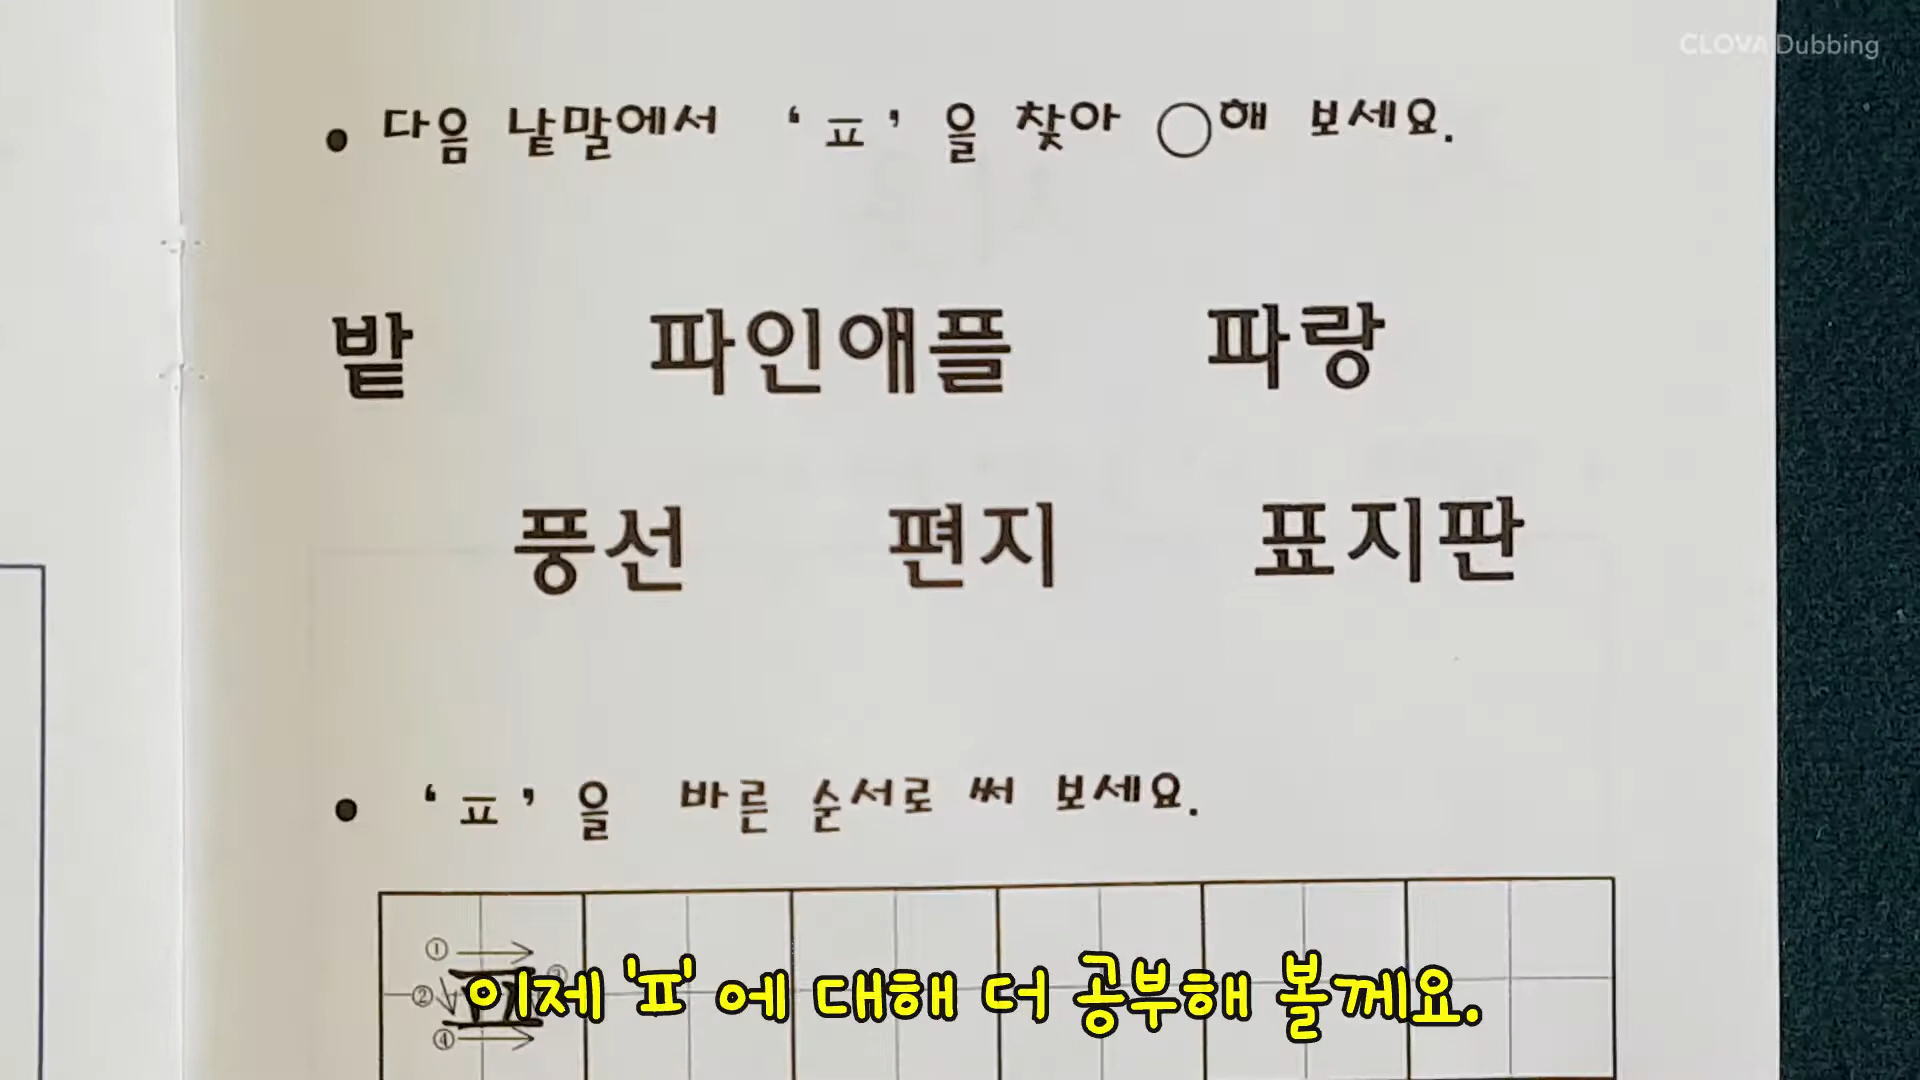 CLOVA Dubbing
● 다음 낱말에서 ‘ㅍ’ 을 찾아 ◯해 보세요.
밭 파인애플 파랑
풍선 편지 표지판
● ‘ㅍ’ 을 바른 순서로 써 보세요.
① →
② ㅍ ③
④ →
이제 'ㅍ' 에 대해 더 공부해 볼께요.